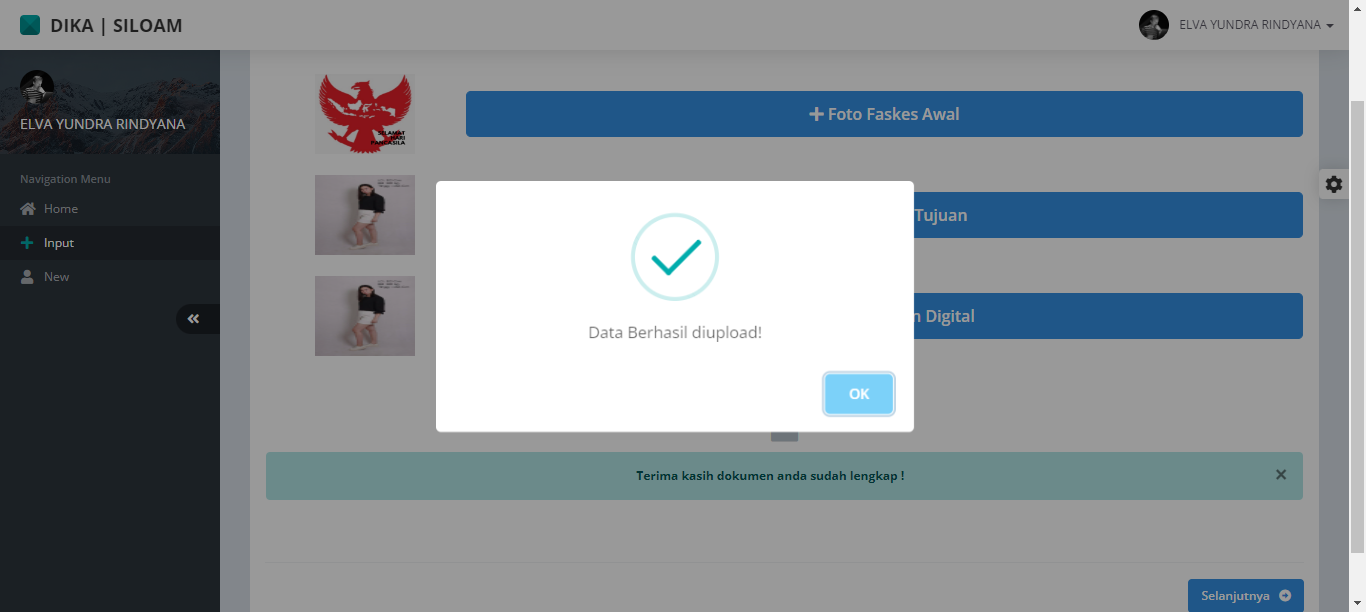 DIKA | SILOAM
ELVA YUNDRA RINDYANA
ELVA YUNDRA RINDYANA
Navigation Menu
Home
Input
New
SELAMAT
HARI
PANCASILA
Foto Faskes Awal
Tujuan
n Digital
Data Berhasil diupload!
OK
Terima kasih dokumen anda sudah lengkap !
Selanjutnya